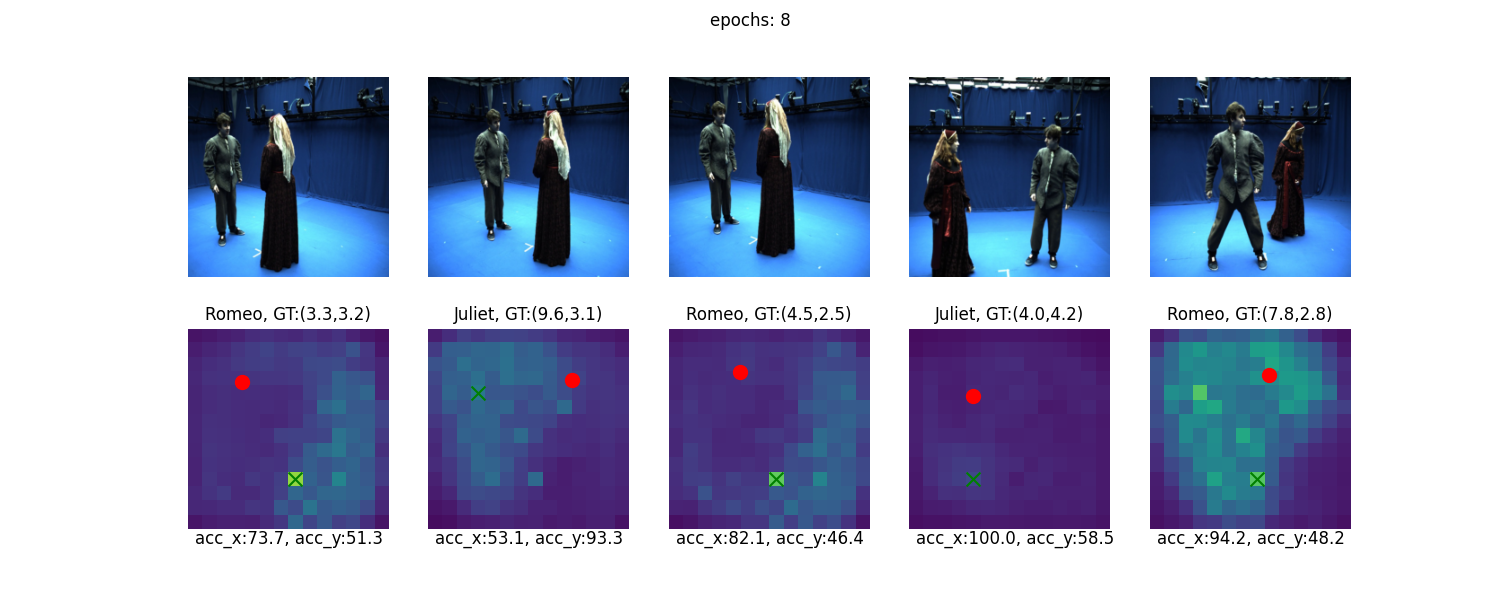 epochs: 8
Romeo, GT:(3.3,3.2)
Juliet, GT:(9.6,3.1)
Romeo, GT:(4.5,2.5)
Juliet, GT:(4.0,4.2)
Romeo, GT:(7.8,2.8)
acc_x:73.7, acc_y:51.3
acc_x:53.1, acc_y:93.3
acc_x:82.1, acc_y:46.4
acc_x:100.0, acc_y:58.5
acc_x:94.2, acc_y:48.2